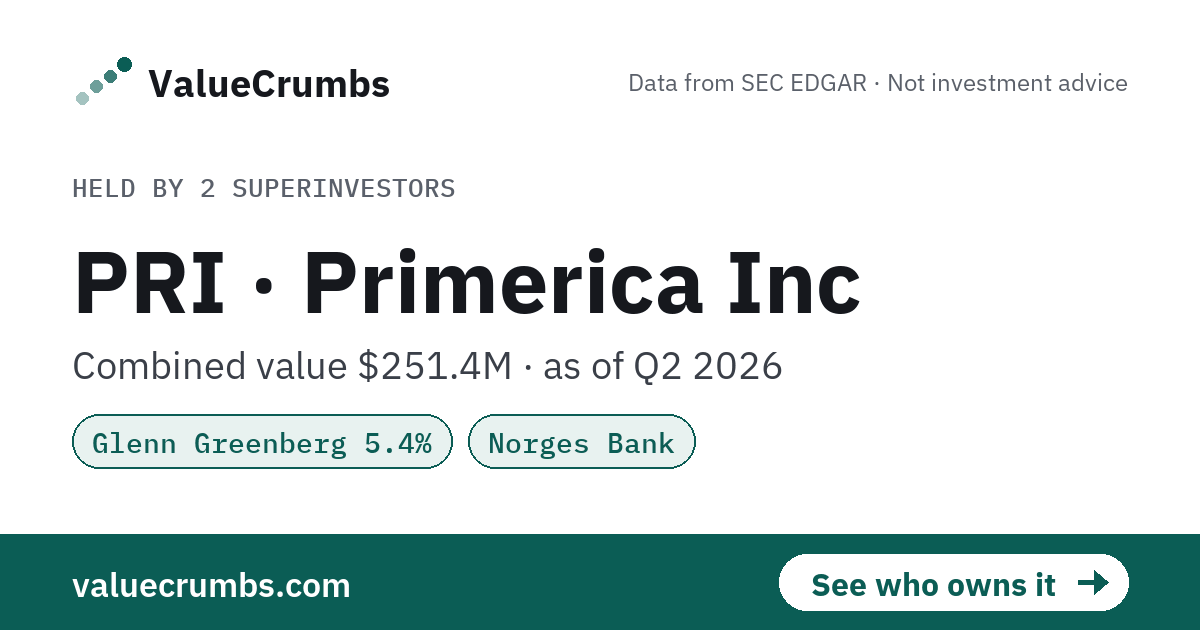 ValueCrumbs
Data from SEC EDGAR · Not investment advice
HELD BY 2 SUPERINVESTORS
PRI · Primerica Inc
Combined value $251.4M · as of Q2 2026
Glenn Greenberg 5.4%
Norges Bank
valuecrumbs.com
See who owns it →